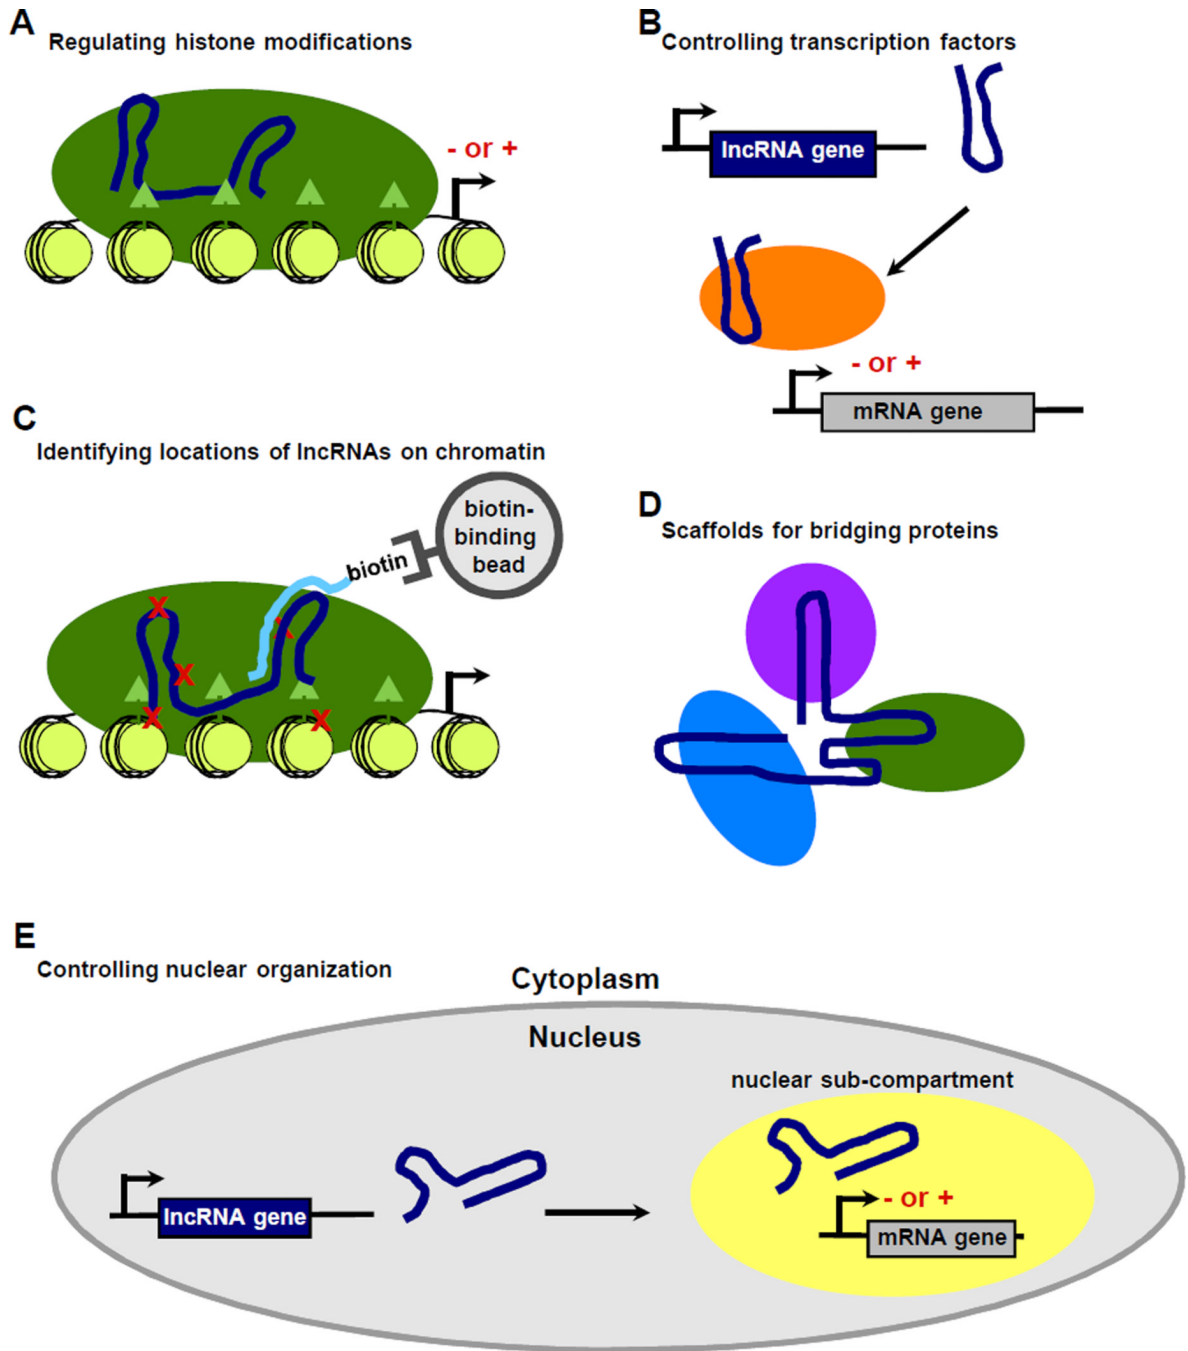 A
Regulating histone modifications
- or +
B
Controlling transcription factors
lncRNA gene
- or +
mRNA gene
C
Identifying locations of lncRNAs on chromatin
biotin-
binding
bead
biotin
X
X
X
X
X
D
Scaffolds for bridging proteins
E
Controlling nuclear organization
Cytoplasm
Nucleus
nuclear sub-compartment
lncRNA gene
- or +
mRNA gene